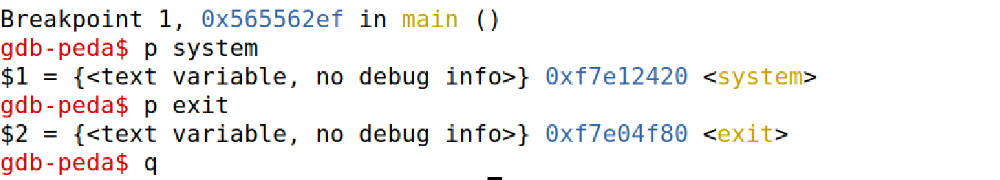 Breakpoint 1, 0x565562ef in main ()
gdb-peda$ p system
$1 = {<text variable, no debug info>} 0xf7e12420 <system>
gdb-peda$ p exit
$2 = {<text variable, no debug info>} 0xf7e04f80 <exit>
gdb-peda$ q